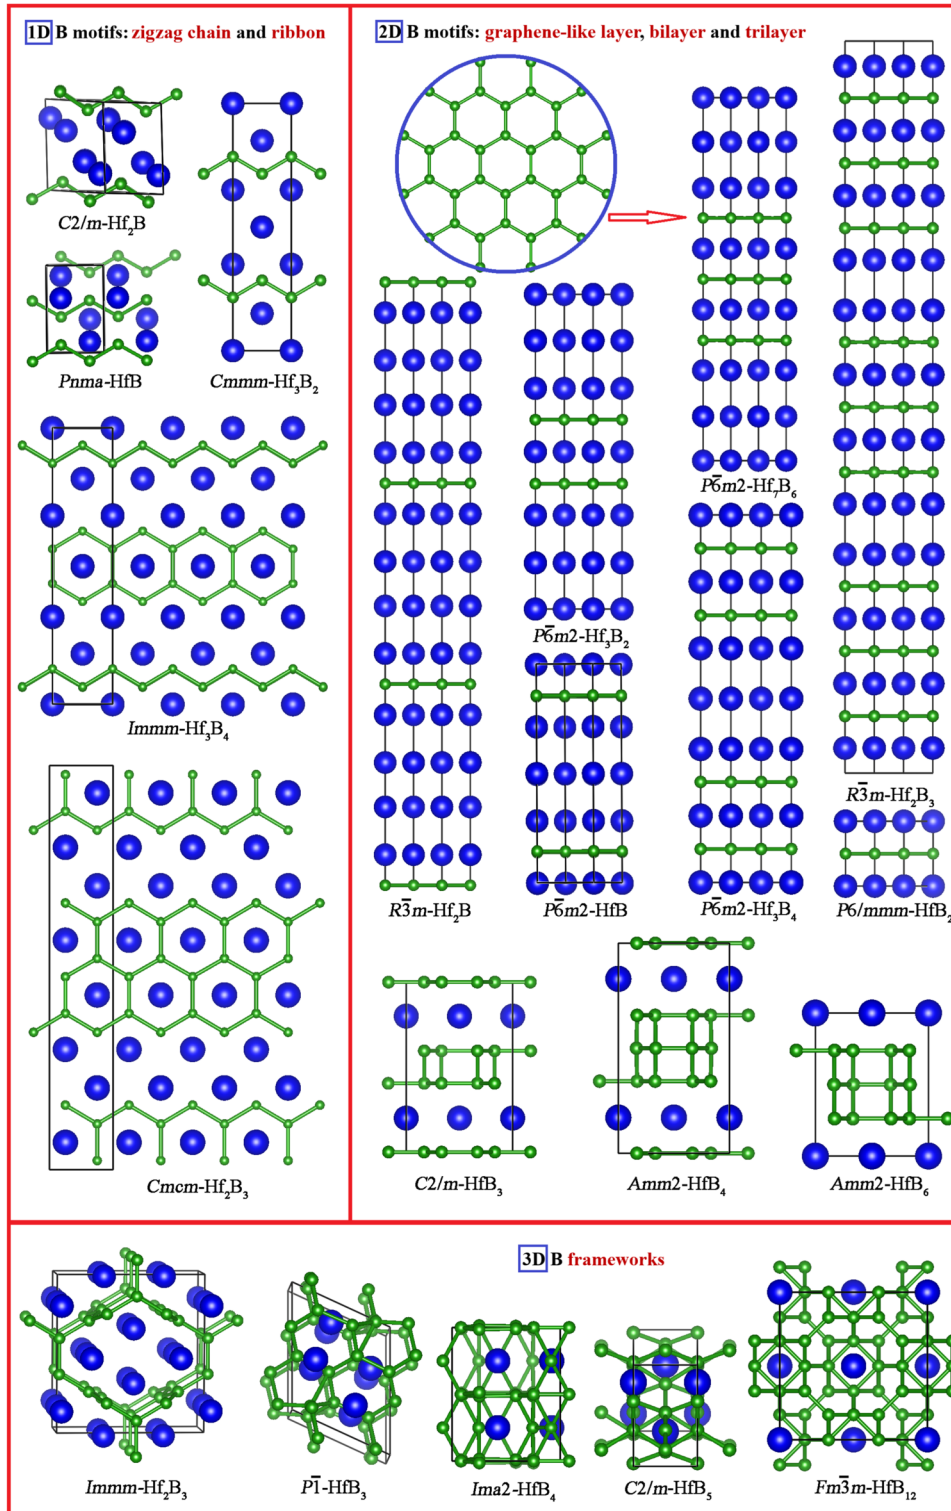 1D B motifs: zigzag chain and ribbon
C2/m-Hf₂B
Pnma-HfB
Cmmm-Hf₃B₂
Immm-Hf₃B₄
Cmcm-Hf₂B₃
2D B motifs: graphene-like layer, bilayer and trilayer
P6̅m2-Hf₇B₆
P6̅m2-Hf₃B₂
R3̅m-Hf₂B₃
R3̅m-Hf₂B
P6̅m2-HfB
P6̅m2-Hf₃B₄
P6/mmm-HfB₂
C2/m-HfB₃
Amm2-HfB₄
Amm2-HfB₆
3D B frameworks
Immm-Hf₂B₃
P1̅-HfB₃
Ima2-HfB₄
C2/m-HfB₅
Fm3̅m-HfB₁₂